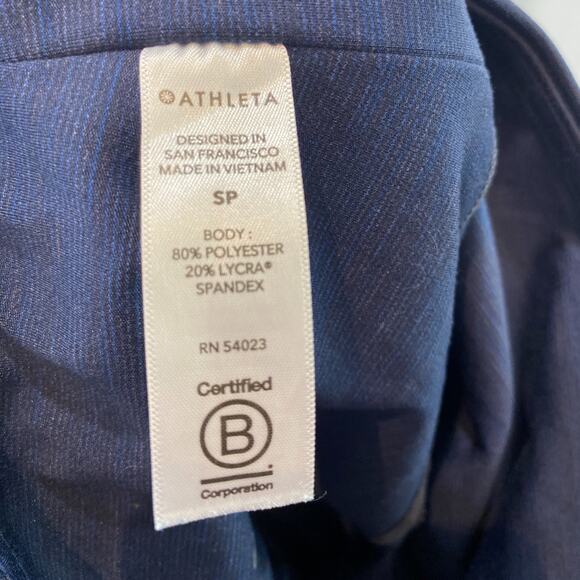 ATHLETA
DESIGNED IN
SAN FRANCISCO
MADE IN VIETNAM
SP
BODY :
80% POLYESTER
20% LYCRA®
SPANDEX
RN 54023
Certified
B
Corporation